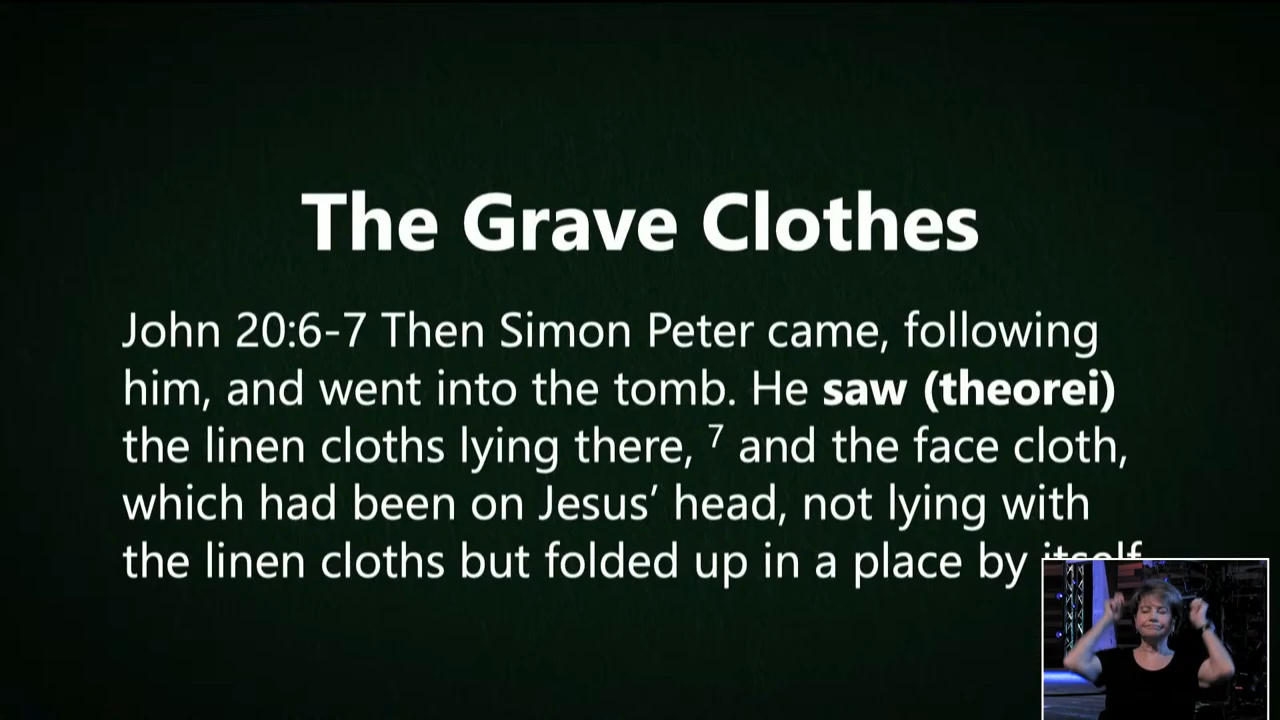 The Grave Clothes
John 20:6-7 Then Simon Peter came, following
him, and went into the tomb. He saw (theorei)
the linen cloths lying there, ⁷ and the face cloth,
which had been on Jesus’ head, not lying with
the linen cloths but folded up in a place by itself